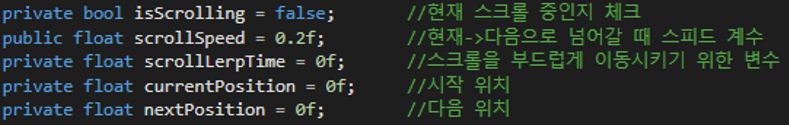 private bool isScrolling = false; //현재 스크롤 중인지 체크
public float scrollSpeed = 0.2f; //현재->다음으로 넘어갈 때 스피드 계수
private float scrollLerpTime = 0f; //스크롤을 부드럽게 이동시키기 위한 변수
private float currentPosition = 0f; //시작 위치
private float nextPosition = 0f; //다음 위치